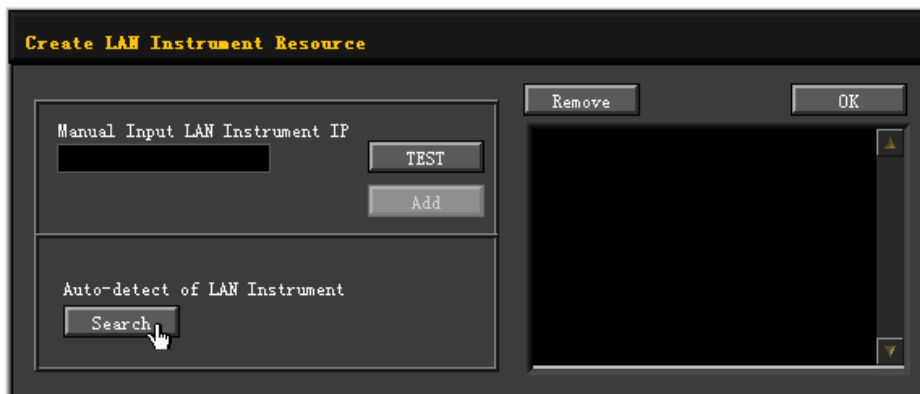 Create LAN Instrument Resource
Remove
OK
Manual Input LAN Instrument IP
TEST
Add
Auto-detect of LAN Instrument
Search